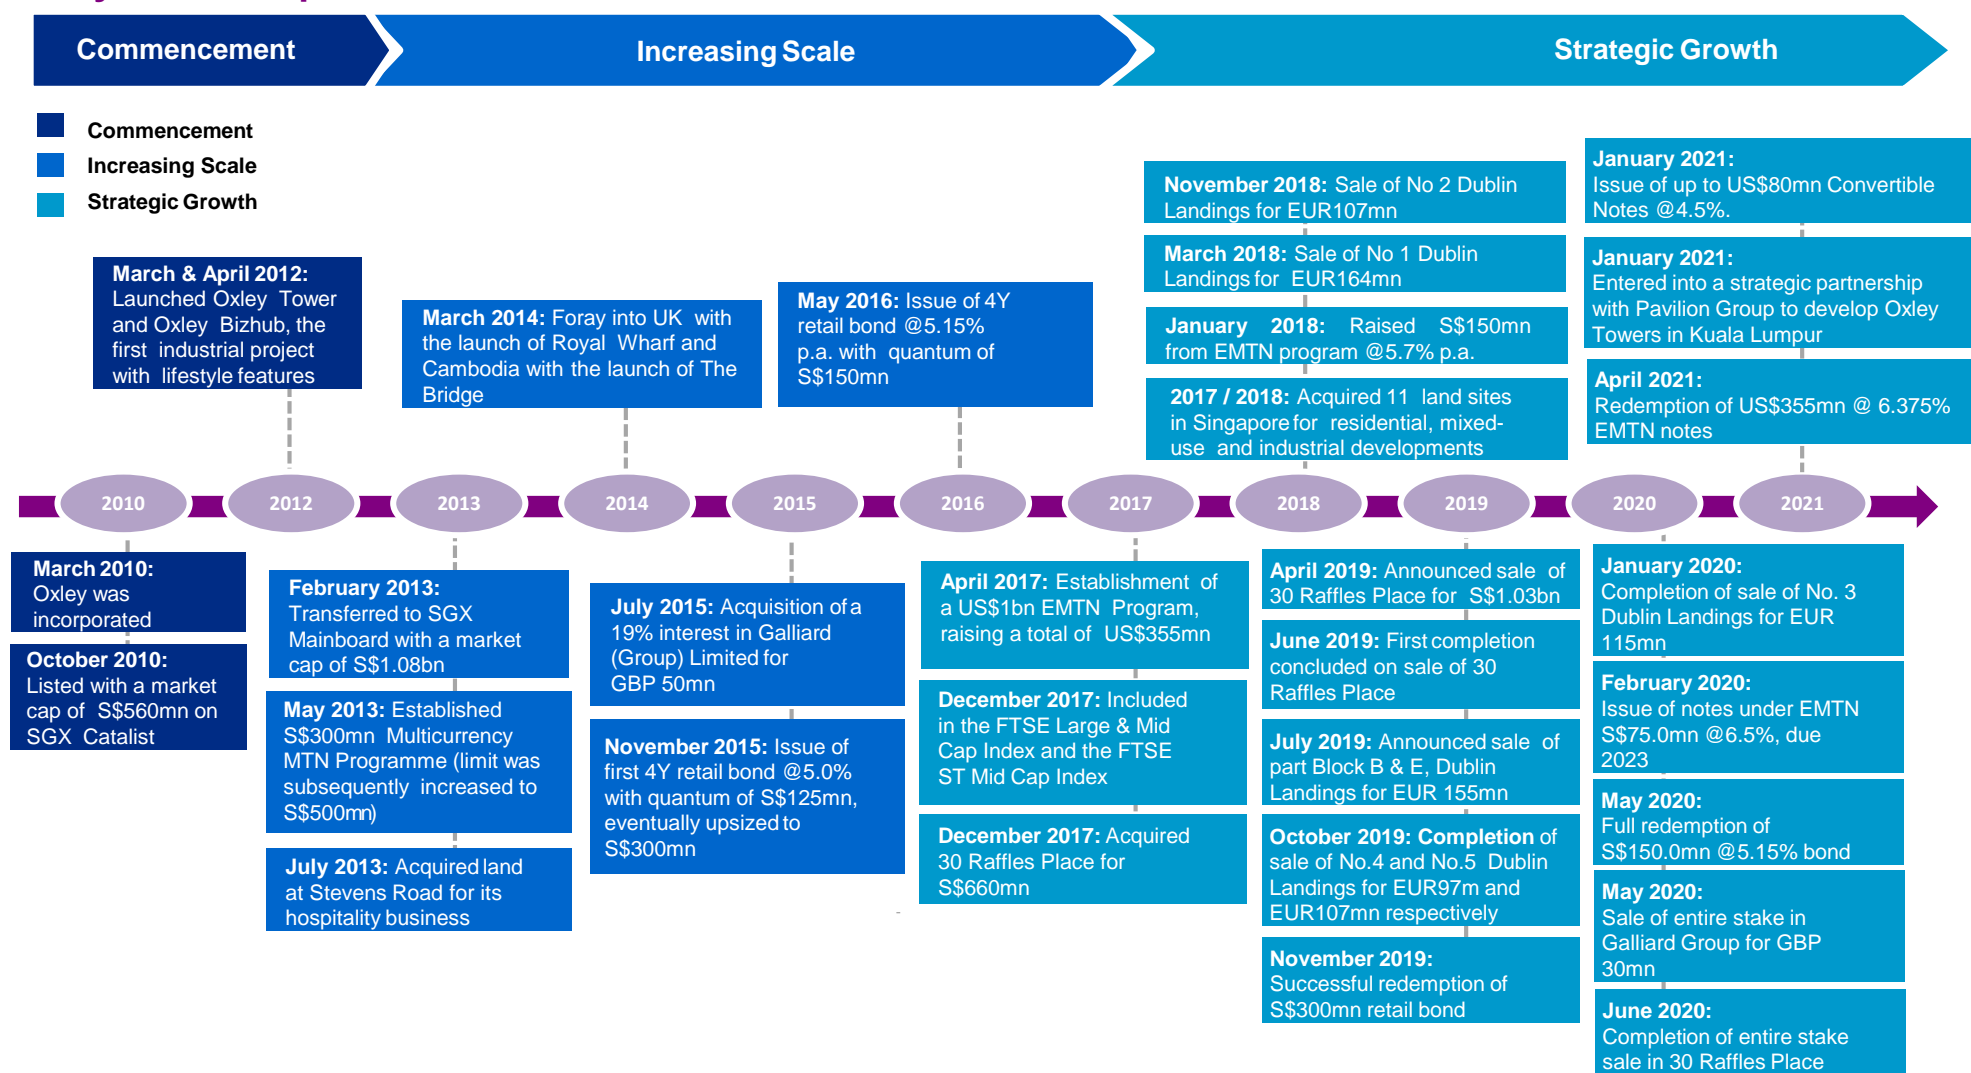 Commencement
Increasing Scale
Strategic Growth
Commencement
Increasing Scale
Strategic Growth
March & April 2012:
Launched Oxley Tower
and Oxley Bizhub, the
first industrial project
with lifestyle features
March 2014: Foray into UK with
the launch of Royal Wharf and
Cambodia with the launch of The
Bridge
May 2016: Issue of 4Y
retail bond @5.15%
p.a. with quantum of
S$150mn
November 2018: Sale of No 2 Dublin
Landings for EUR107mn
March 2018: Sale of No 1 Dublin
Landings for EUR164mn
January 2018: Raised S$150mn
from EMTN program @5.7% p.a.
2017 / 2018: Acquired 11 land sites
in Singapore for residential, mixed-
use and industrial developments
January 2021:
Issue of up to US$80mn Convertible
Notes @4.5%.
January 2021:
Entered into a strategic partnership
with Pavilion Group to develop Oxley
Towers in Kuala Lumpur
April 2021:
Redemption of US$355mn @ 6.375%
EMTN notes
2010
2012
2013
2014
2015
2016
2017
2018
2019
2020
2021
March 2010:
Oxley was
incorporated
October 2010:
Listed with a market
cap of S$560mn on
SGX Catalist
February 2013:
Transferred to SGX
Mainboard with a market
cap of S$1.08bn
May 2013: Established
S$300mn Multicurrency
MTN Programme (limit was
subsequently increased to
S$500mn)
July 2013: Acquired land
at Stevens Road for its
hospitality business
July 2015: Acquisition of a
19% interest in Galliard
(Group) Limited for
GBP 50mn
November 2015: Issue of
first 4Y retail bond @5.0%
with quantum of S$125mn,
eventually upsized to
S$300mn
April 2017: Establishment of
a US$1bn EMTN Program,
raising a total of US$355mn
December 2017: Included
in the FTSE Large & Mid
Cap Index and the FTSE
ST Mid Cap Index
December 2017: Acquired
30 Raffles Place for
S$660mn
April 2019: Announced sale of
30 Raffles Place for S$1.03bn
June 2019: First completion
concluded on sale of 30
Raffles Place
July 2019: Announced sale of
part Block B & E, Dublin
Landings for EUR 155mn
October 2019: Completion of
sale of No.4 and No.5 Dublin
Landings for EUR97m and
EUR107mn respectively
November 2019:
Successful redemption of
S$300mn retail bond
January 2020:
Completion of sale of No. 3
Dublin Landings for EUR
115mn
February 2020:
Issue of notes under EMTN
S$75.0mn @6.5%, due
2023
May 2020:
Full redemption of
S$150.0mn @5.15% bond
May 2020:
Sale of entire stake in
Galliard Group for GBP
30mn
June 2020:
Completion of entire stake
sale in 30 Raffles Place